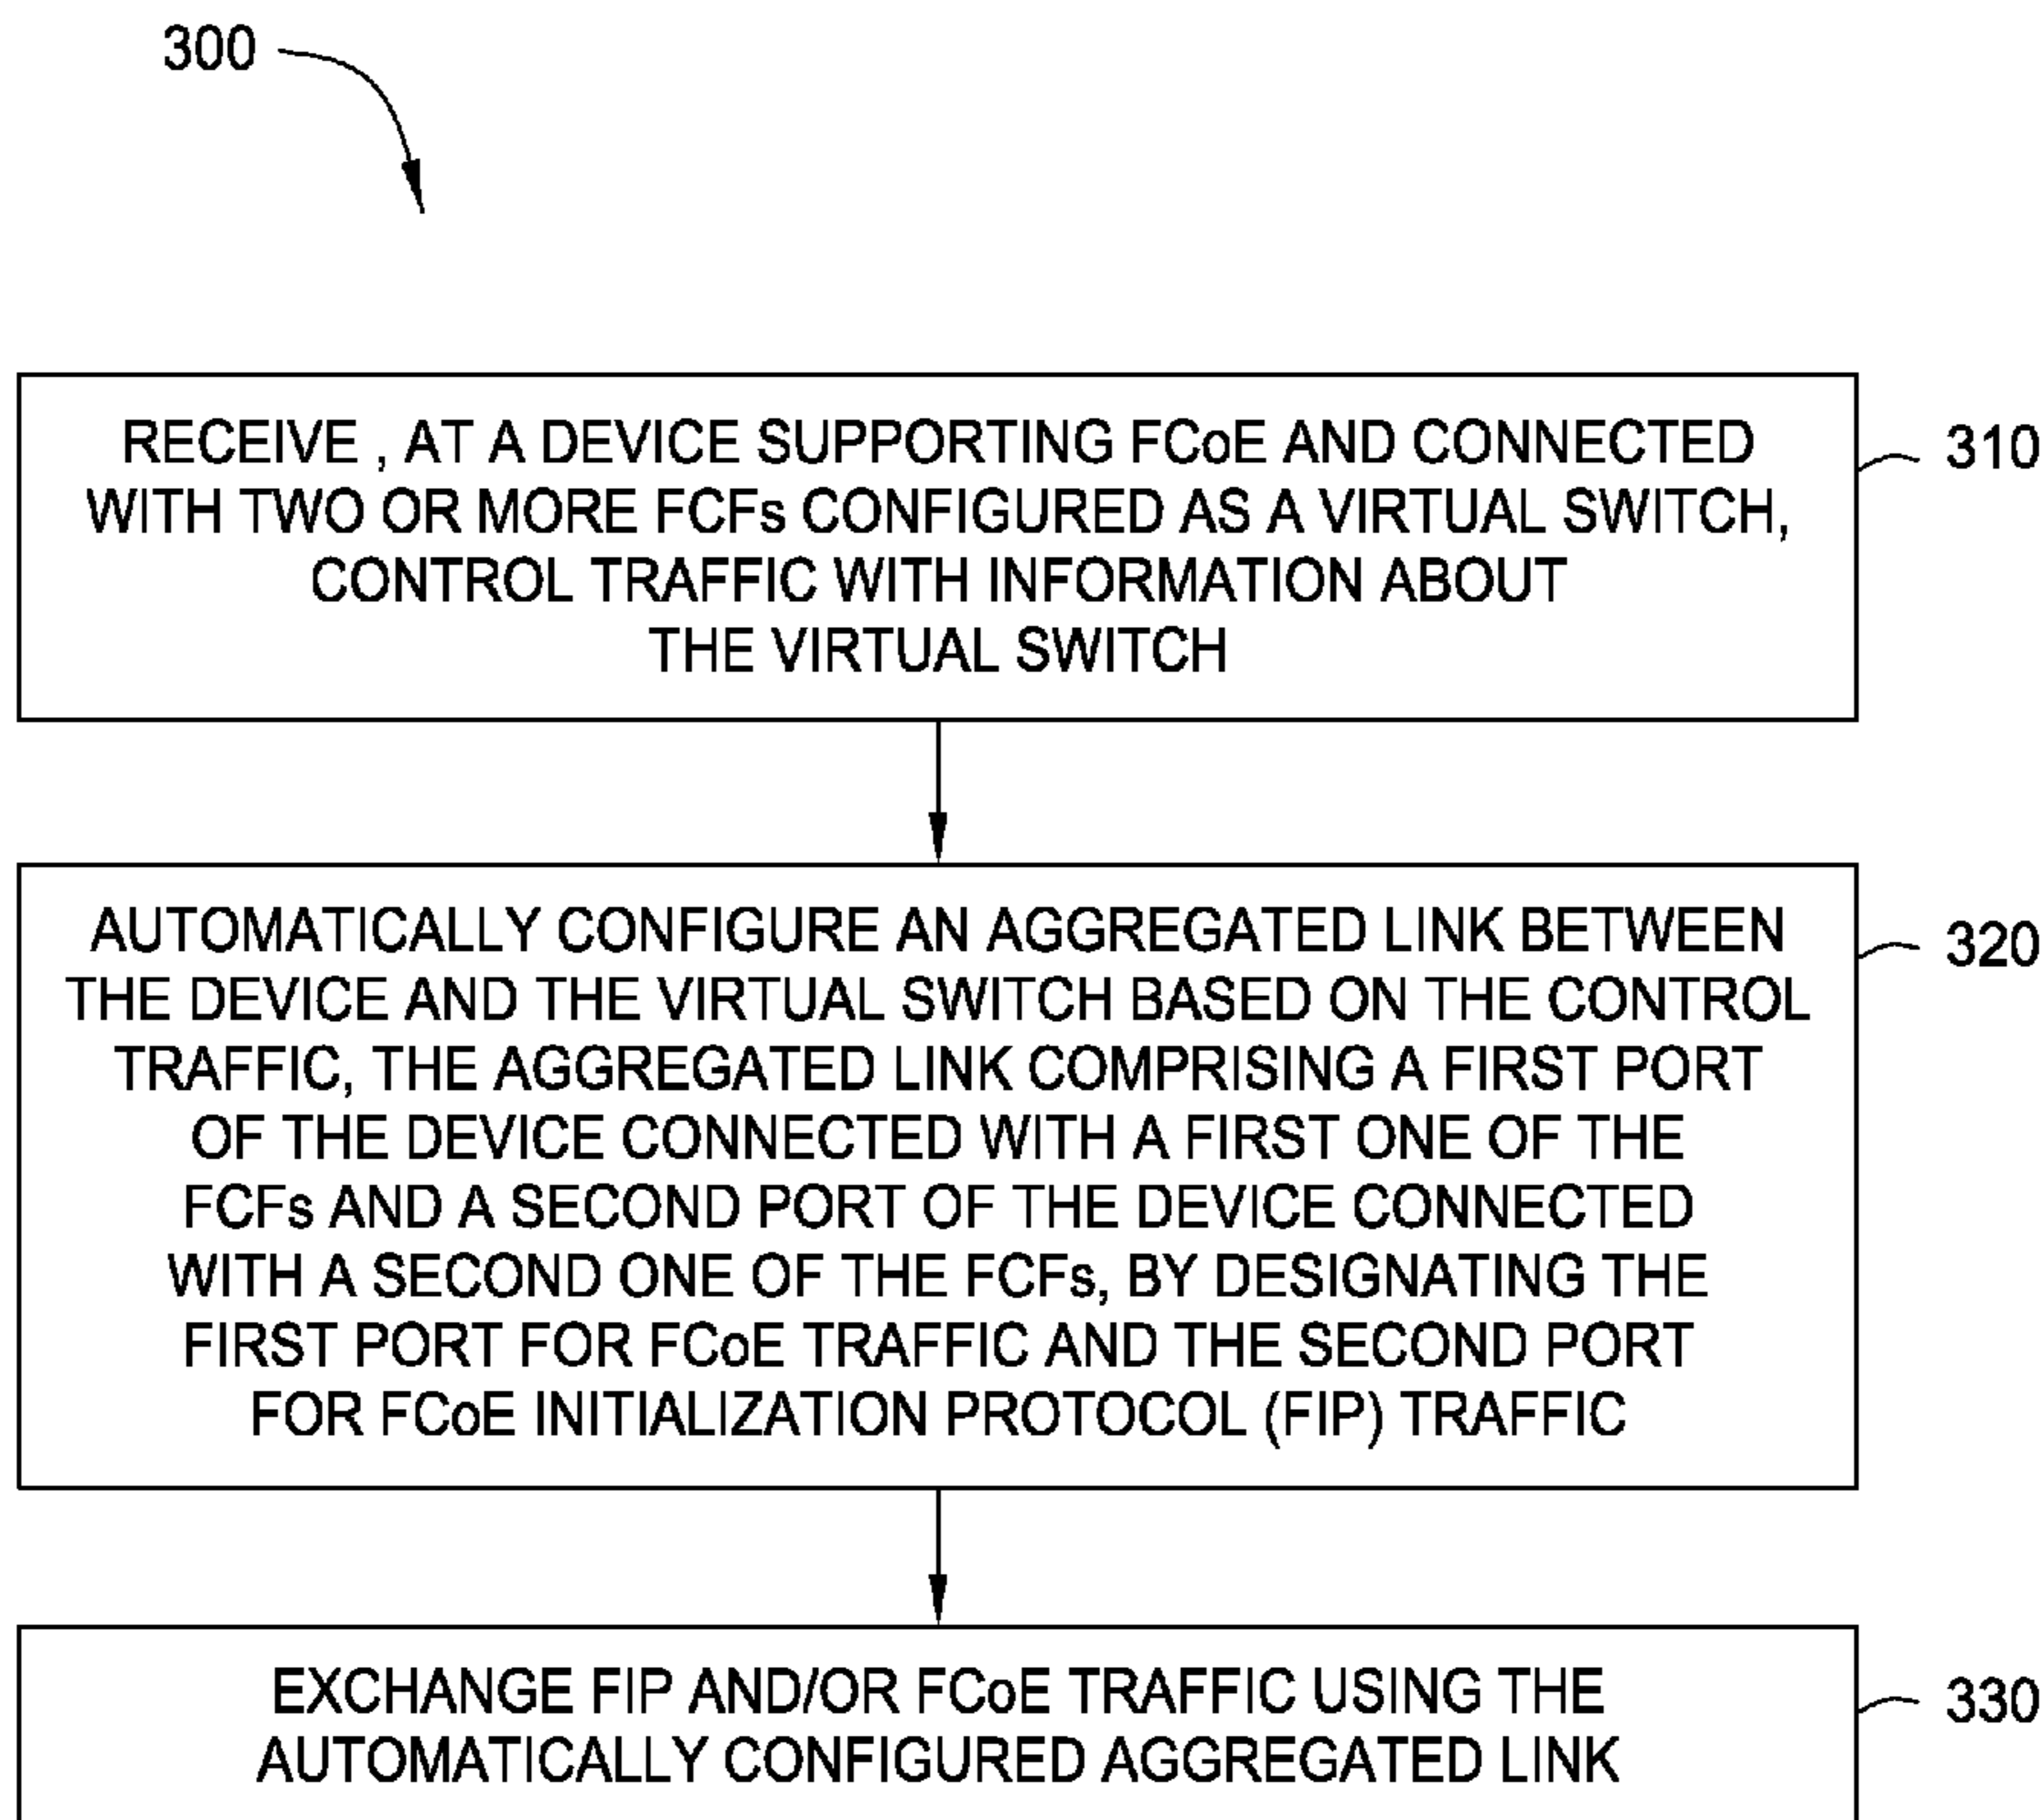 300
RECEIVE , AT A DEVICE SUPPORTING FCoE AND CONNECTED
WITH TWO OR MORE FCFs CONFIGURED AS A VIRTUAL SWITCH,
CONTROL TRAFFIC WITH INFORMATION ABOUT
THE VIRTUAL SWITCH
310
AUTOMATICALLY CONFIGURE AN AGGREGATED LINK BETWEEN
THE DEVICE AND THE VIRTUAL SWITCH BASED ON THE CONTROL
TRAFFIC, THE AGGREGATED LINK COMPRISING A FIRST PORT
OF THE DEVICE CONNECTED WITH A FIRST ONE OF THE
FCFs AND A SECOND PORT OF THE DEVICE CONNECTED
WITH A SECOND ONE OF THE FCFs, BY DESIGNATING THE
FIRST PORT FOR FCoE TRAFFIC AND THE SECOND PORT
FOR FCoE INITIALIZATION PROTOCOL (FIP) TRAFFIC
320
EXCHANGE FIP AND/OR FCoE TRAFFIC USING THE
AUTOMATICALLY CONFIGURED AGGREGATED LINK
330